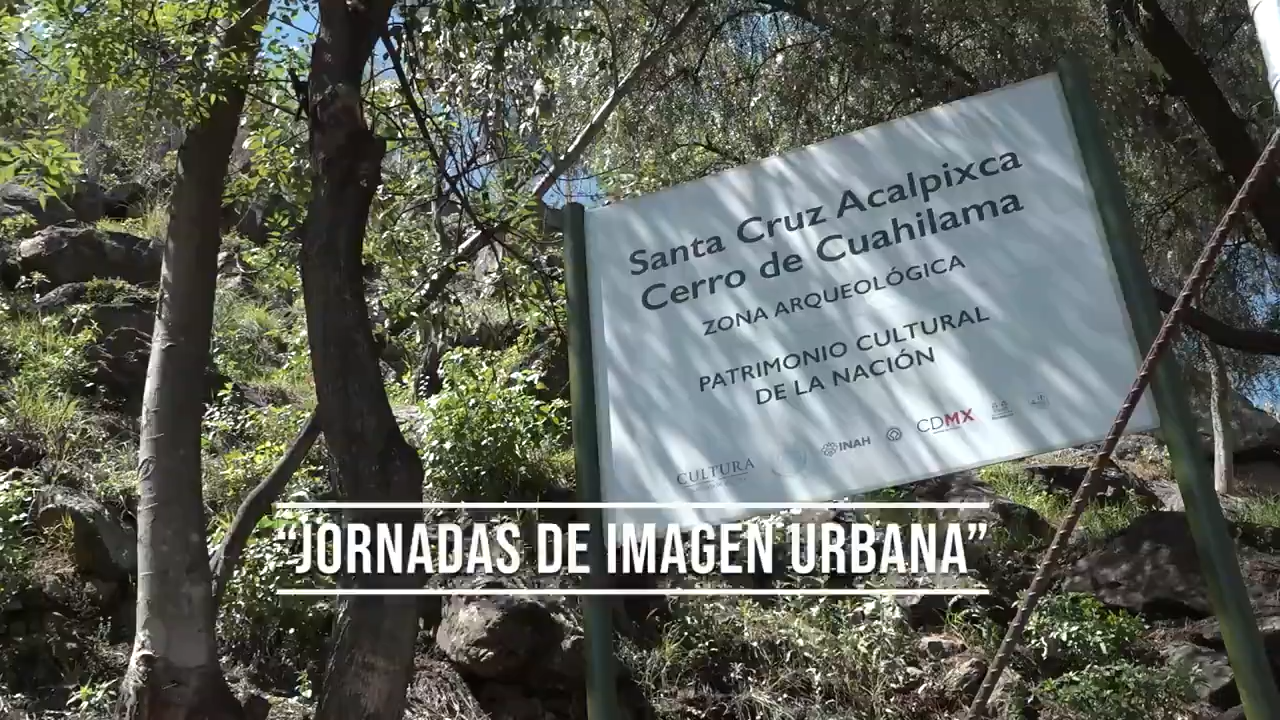 Santa Cruz Acalpixca
Cerro de Cuahilama
ZONA ARQUEOLÓGICA
PATRIMONIO CULTURAL
DE LA NACIÓN
CULTURA
INAH
CDMX
“JORNADAS DE IMAGEN URBANA”